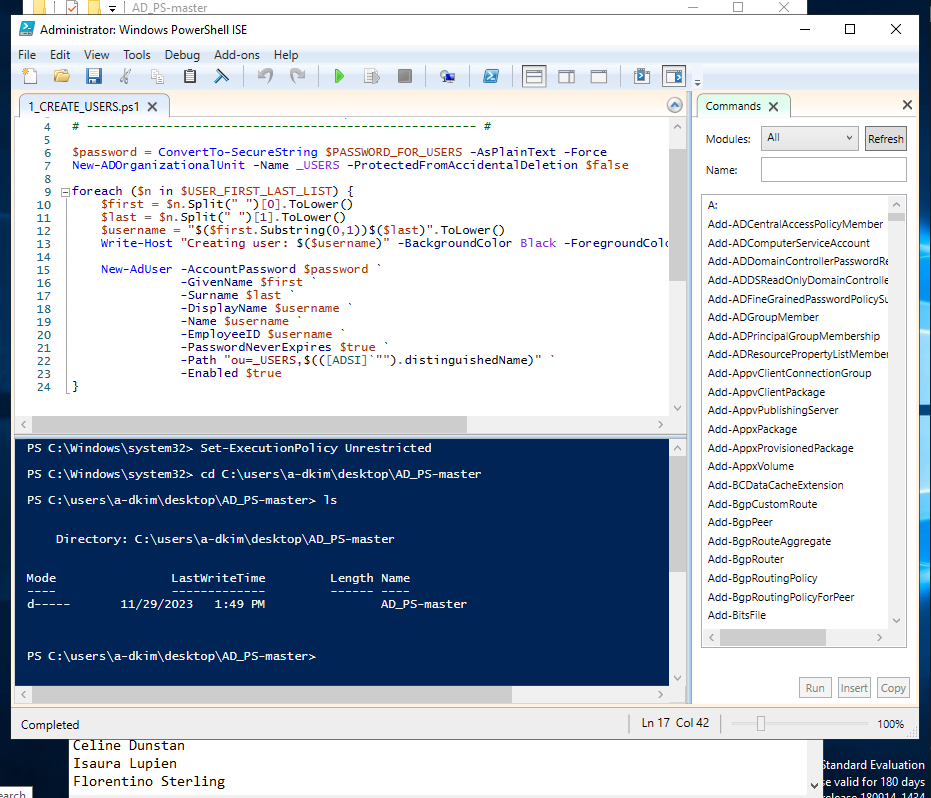 AD_PS-master
Administrator: Windows PowerShell ISE
File Edit View Tools Debug Add-ons Help
1_CREATE_USERS.ps1
4 # ------------------------------------------------------ #
5
6 $password = ConvertTo-SecureString $PASSWORD_FOR_USERS -AsPlainText -Force
7 New-ADOrganizationalUnit -Name _USERS -ProtectedFromAccidentalDeletion $false
8
9 foreach ($n in $USER_FIRST_LAST_LIST) {
10 $first = $n.Split(" ")[0].ToLower()
11 $last = $n.Split(" ")[1].ToLower()
12 $username = "$($first.Substring(0,1))$($last)".ToLower()
13 Write-Host "Creating user: $($username)" -BackgroundColor Black -ForegroundColo
14
15 New-AdUser -AccountPassword $password `
16 -GivenName $first `
17 -Surname $last `
18 -DisplayName $username `
19 -Name $username `
20 -EmployeeID $username `
21 -PasswordNeverExpires $true `
22 -Path "ou=_USERS,$(([ADSI]`"").distinguishedName)" `
23 -Enabled $true
24 }
PS C:\Windows\system32> Set-ExecutionPolicy Unrestricted
PS C:\Windows\system32> cd C:\users\a-dkim\desktop\AD_PS-master
PS C:\users\a-dkim\desktop\AD_PS-master> ls
Directory: C:\users\a-dkim\desktop\AD_PS-master
Mode LastWriteTime Length Name
---- ------------- ------ ----
d----- 11/29/2023 1:49 PM AD_PS-master
PS C:\users\a-dkim\desktop\AD_PS-master>
Commands
Modules: All Refresh
Name:
A:
Add-ADCentralAccessPolicyMember
Add-ADComputerServiceAccount
Add-ADDomainControllerPasswordRe
Add-ADDSReadOnlyDomainControlle
Add-ADFineGrainedPasswordPolicySu
Add-ADGroupMember
Add-ADPrincipalGroupMembership
Add-ADResourcePropertyListMember
Add-AppvClientConnectionGroup
Add-AppvClientPackage
Add-AppvPublishingServer
Add-AppxPackage
Add-AppxProvisionedPackage
Add-AppxVolume
Add-BCDataCacheExtension
Add-BgpCustomRoute
Add-BgpPeer
Add-BgpRouteAggregate
Add-BgpRouter
Add-BgpRoutingPolicy
Add-BgpRoutingPolicyForPeer
Add-BitsFile
Run Insert Copy
Completed
Ln 17 Col 42
100%
Celine Dunstan
Isaura Lupien
Florentino Sterling
Standard Evaluation
se valid for 180 days
release.180914-1434
earch